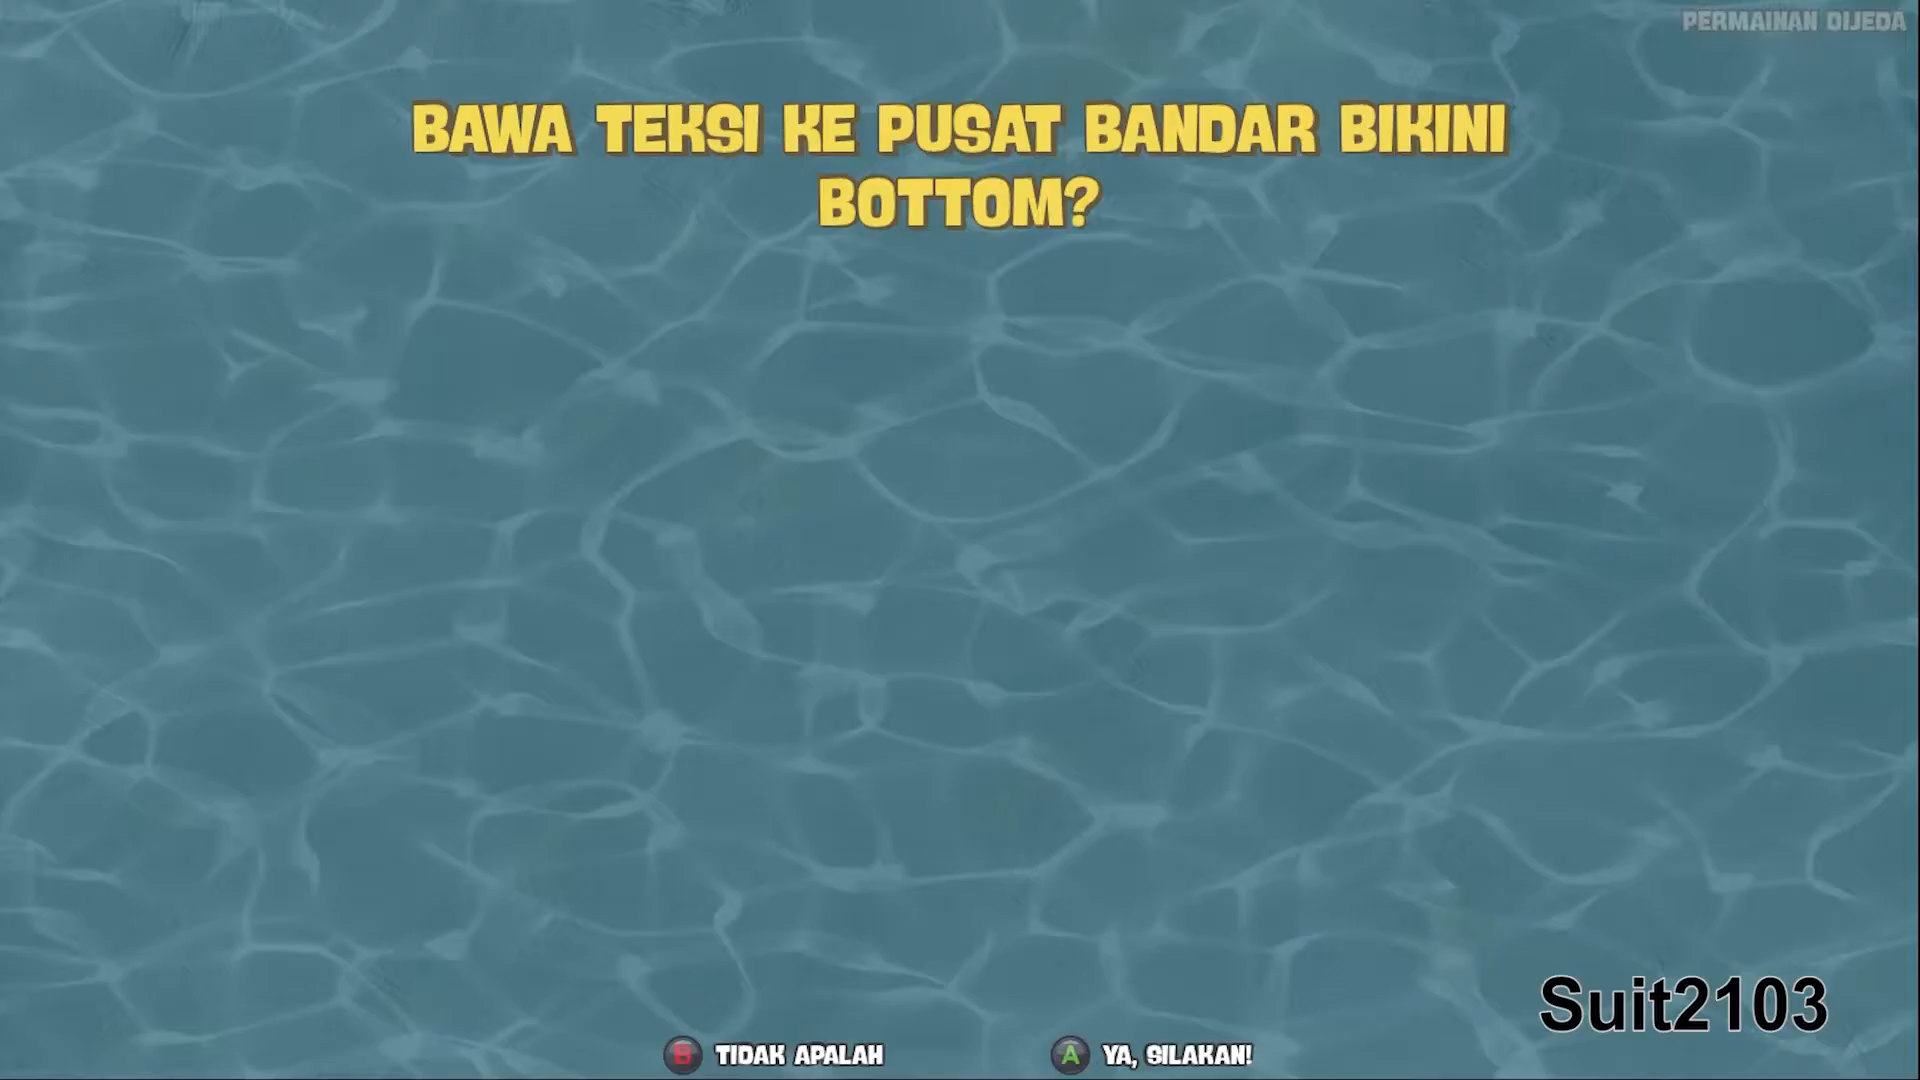 PERMAINAN DIJEDA
BAWA TEKSI KE PUSAT BANDAR BIKINI
BOTTOM?
Suit2103
B TIDAK APALAH
A YA, SILAKAN!